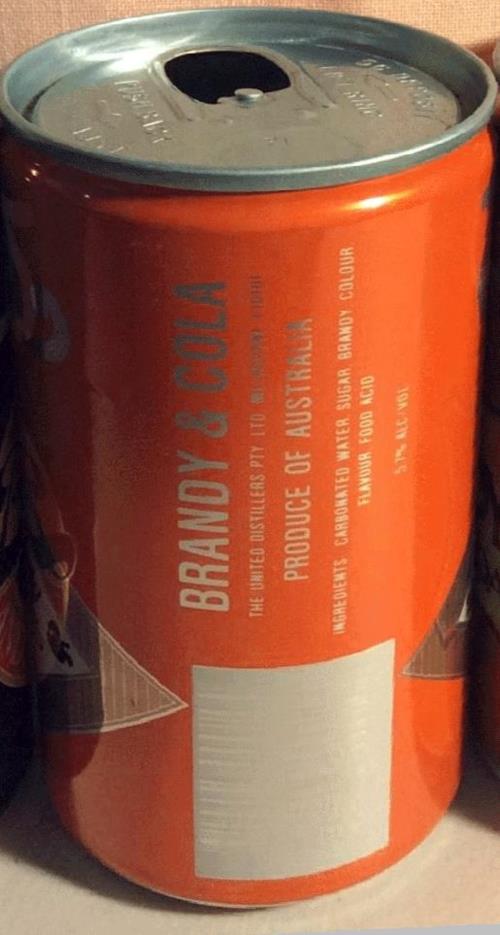 BRANDY & COLA
THE UNITED DISTILLERS PTY LTD
PRODUCE OF AUSTRALIA
INGREDIENTS CARBONATED WATER SUGAR BRANDY COLOUR
FLAVOUR FOOD ACID
5.7% ALC/VOL